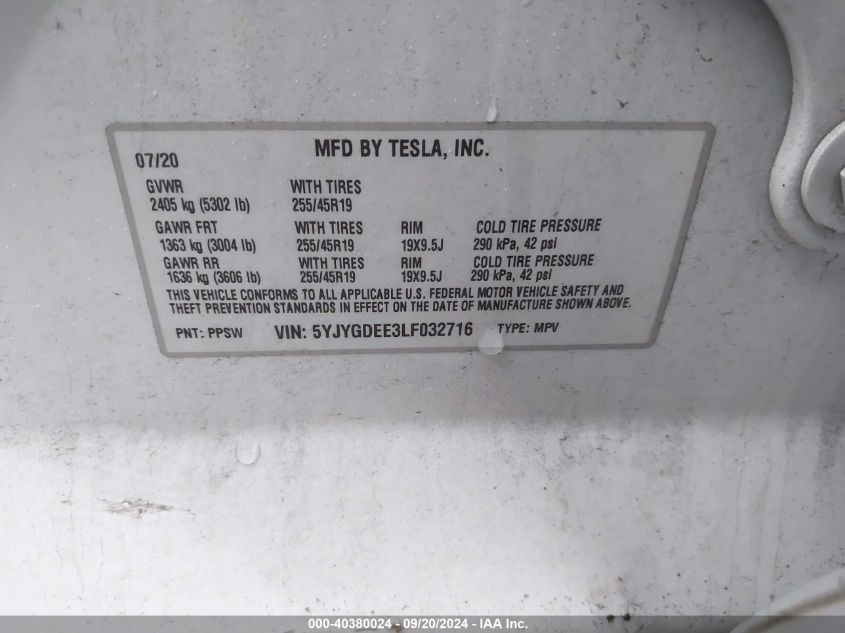 07/20 MFD BY TESLA, INC.
GVWR WITH TIRES
2405 kg (5302 lb) 255/45R19
GAWR FRT WITH TIRES RIM COLD TIRE PRESSURE
1363 kg (3004 lb) 255/45R19 19X9.5J 290 kPa, 42 psi
GAWR RR WITH TIRES RIM COLD TIRE PRESSURE
1636 kg (3606 lb) 255/45R19 19X9.5J 290 kPa, 42 psi
THIS VEHICLE CONFORMS TO ALL APPLICABLE U.S. FEDERAL MOTOR VEHICLE SAFETY AND
THEFT PREVENTION STANDARDS IN EFFECT ON THE DATE OF MANUFACTURE SHOWN ABOVE.
PNT: PPSW VIN: 5YJYGDEE3LF032716 TYPE: MPV
000-40380024 - 09/20/2024 - IAA Inc.